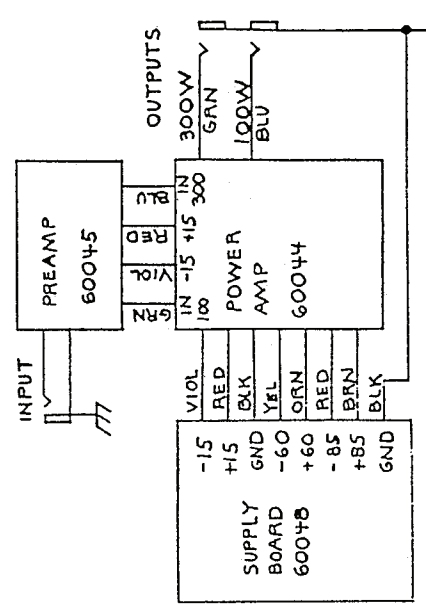 OUTPUTS
300W
GRN
100W
BLU
PREAMP
60045
BLU
RED
VIOL
GRN
IN
300
+15
-15
IN
100
POWER
AMP
60044
INPUT
VIOL
RED
BLK
YEL
ORN
RED
BRN
BLK
-15
+15
GND
-60
+60
-85
+85
GND
SUPPLY
BOARD
60048